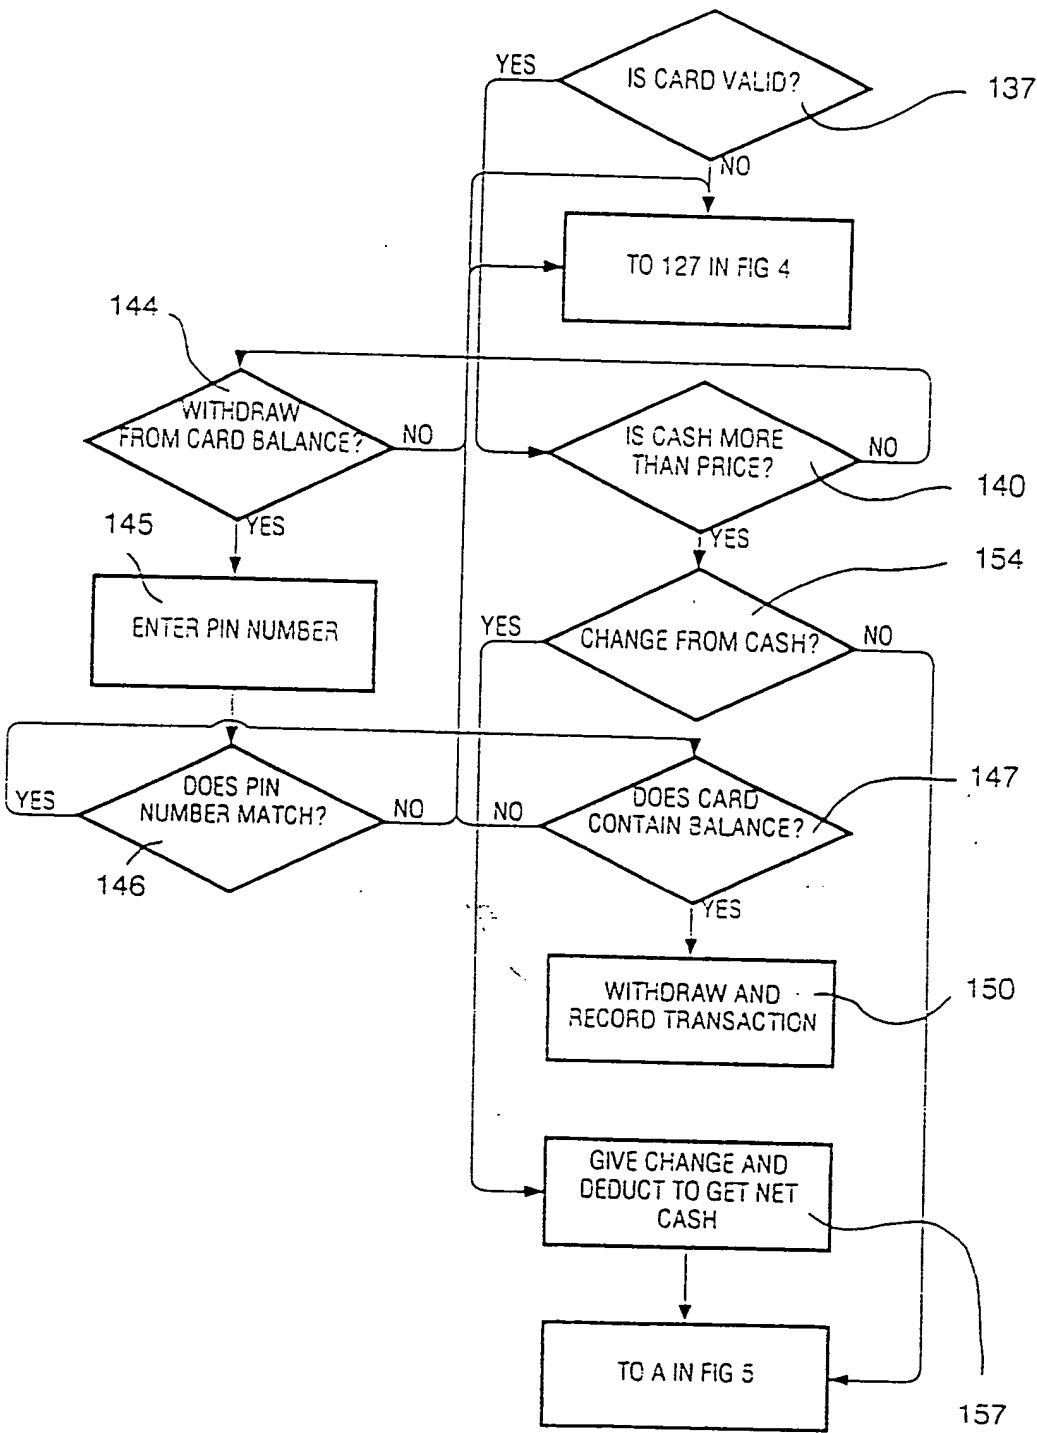 YES
IS CARD VALID?
137
NO
TO 127 IN FIG 4
144
WITHDRAW
FROM CARD BALANCE?
NO
IS CASH MORE
THAN PRICE?
NO
140
YES
145
YES
154
ENTER PIN NUMBER
YES
CHANGE FROM CASH?
NO
DOES PIN
NUMBER MATCH?
YES
NO
146
NO
DOES CARD
CONTAIN BALANCE?
147
YES
WITHDRAW AND
RECORD TRANSACTION
150
GIVE CHANGE AND
DEDUCT TO GET NET
CASH
TO A IN FIG 5
157